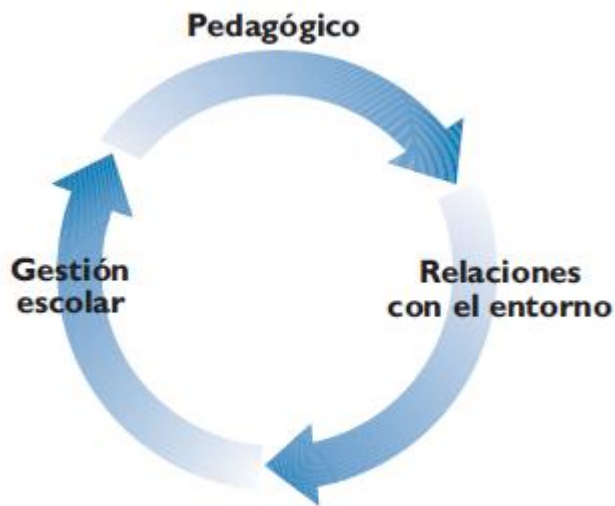 Pedagógico
Gestión
escolar
Relaciones
con el entorno